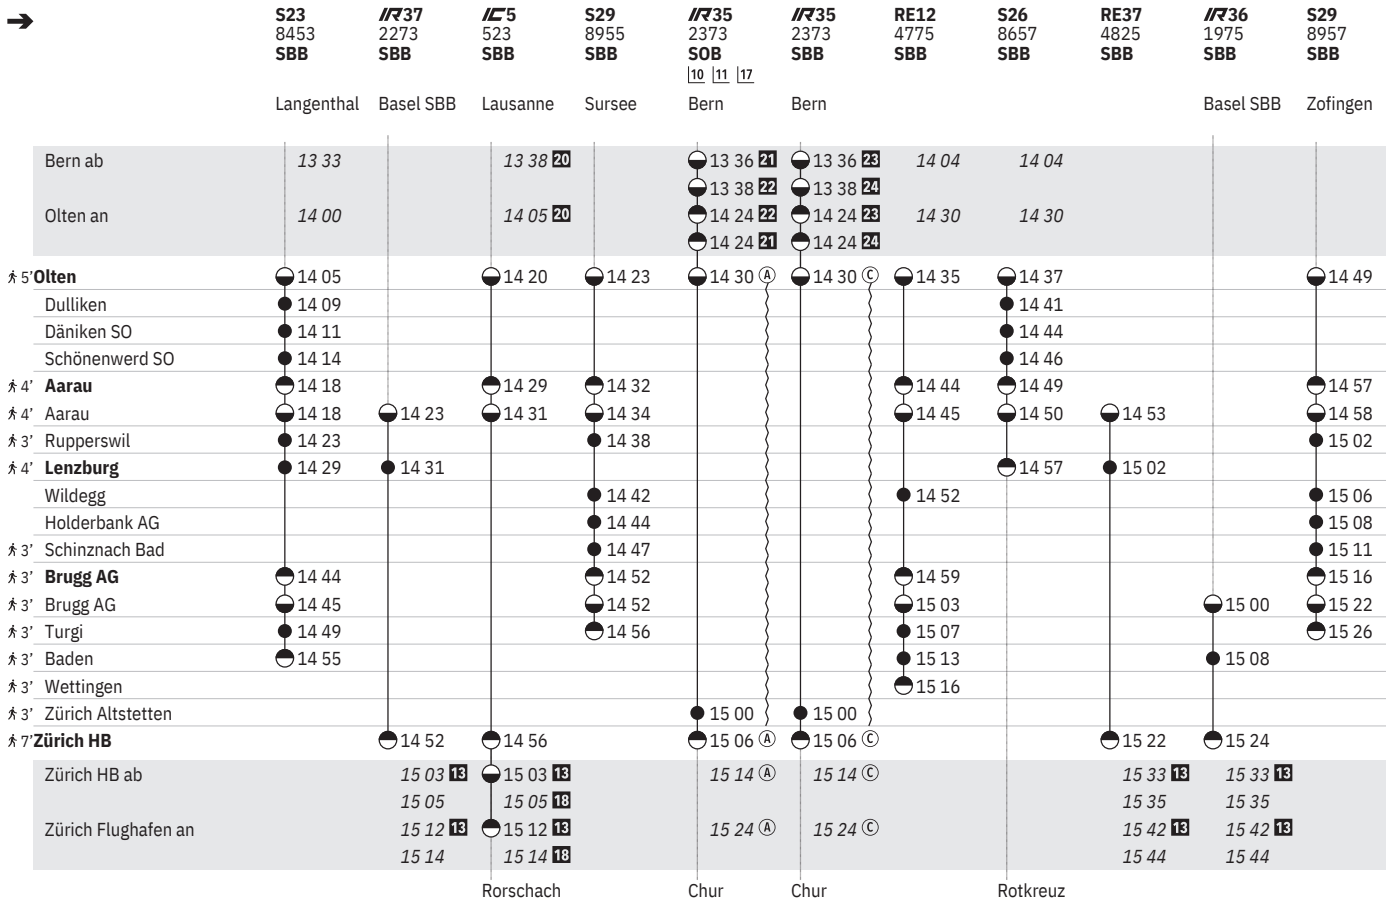 ➔ S23 IR37 IC5 S29 IR35 IR35 RE12 S26 RE37 IR36 S29
8453 2273 523 8955 2373 2373 4775 8657 4825 1975 8957
SBB SBB SBB SBB SOB SBB SBB SBB SBB SBB SBB
10 11 17
Langenthal Basel SBB Lausanne Sursee Bern Bern Basel SBB Zofingen
Bern ab 13 33 13 38 20 13 36 21 13 36 23 14 04 14 04
13 38 22 13 38 24
Olten an 14 00 14 05 20 14 24 22 14 24 23 14 30 14 30
14 24 21 14 24 24
5' Olten 14 05 14 20 14 23 14 30 Ⓐ 14 30 Ⓒ 14 35 14 37 14 49
Dulliken 14 09 14 41
Däniken SO 14 11 14 44
Schönenwerd SO 14 14 14 46
4' Aarau 14 18 14 29 14 32 14 44 14 49 14 57
4' Aarau 14 18 14 23 14 31 14 34 14 45 14 50 14 53 14 58
3' Rupperswil 14 23 14 38 15 02
4' Lenzburg 14 29 14 31 14 57 15 02
Wildegg 14 42 14 52 15 06
Holderbank AG 14 44 15 08
3' Schinznach Bad 14 47 15 11
3' Brugg AG 14 44 14 52 14 59 15 16
3' Brugg AG 14 45 14 52 15 03 15 00 15 22
3' Turgi 14 49 14 56 15 07 15 26
3' Baden 14 55 15 13 15 08
3' Wettingen 15 16
3' Zürich Altstetten 15 00 15 00
7' Zürich HB 14 52 14 56 15 06 Ⓐ 15 06 Ⓒ 15 22 15 24
Zürich HB ab 15 03 13 15 03 13 15 14 Ⓐ 15 14 Ⓒ 15 33 13 15 33 13
15 05 15 05 18 15 35 15 35
Zürich Flughafen an 15 12 13 15 12 13 15 24 Ⓐ 15 24 Ⓒ 15 42 13 15 42 13
15 14 15 14 18 15 44 15 44
Rorschach Chur Chur Rotkreuz